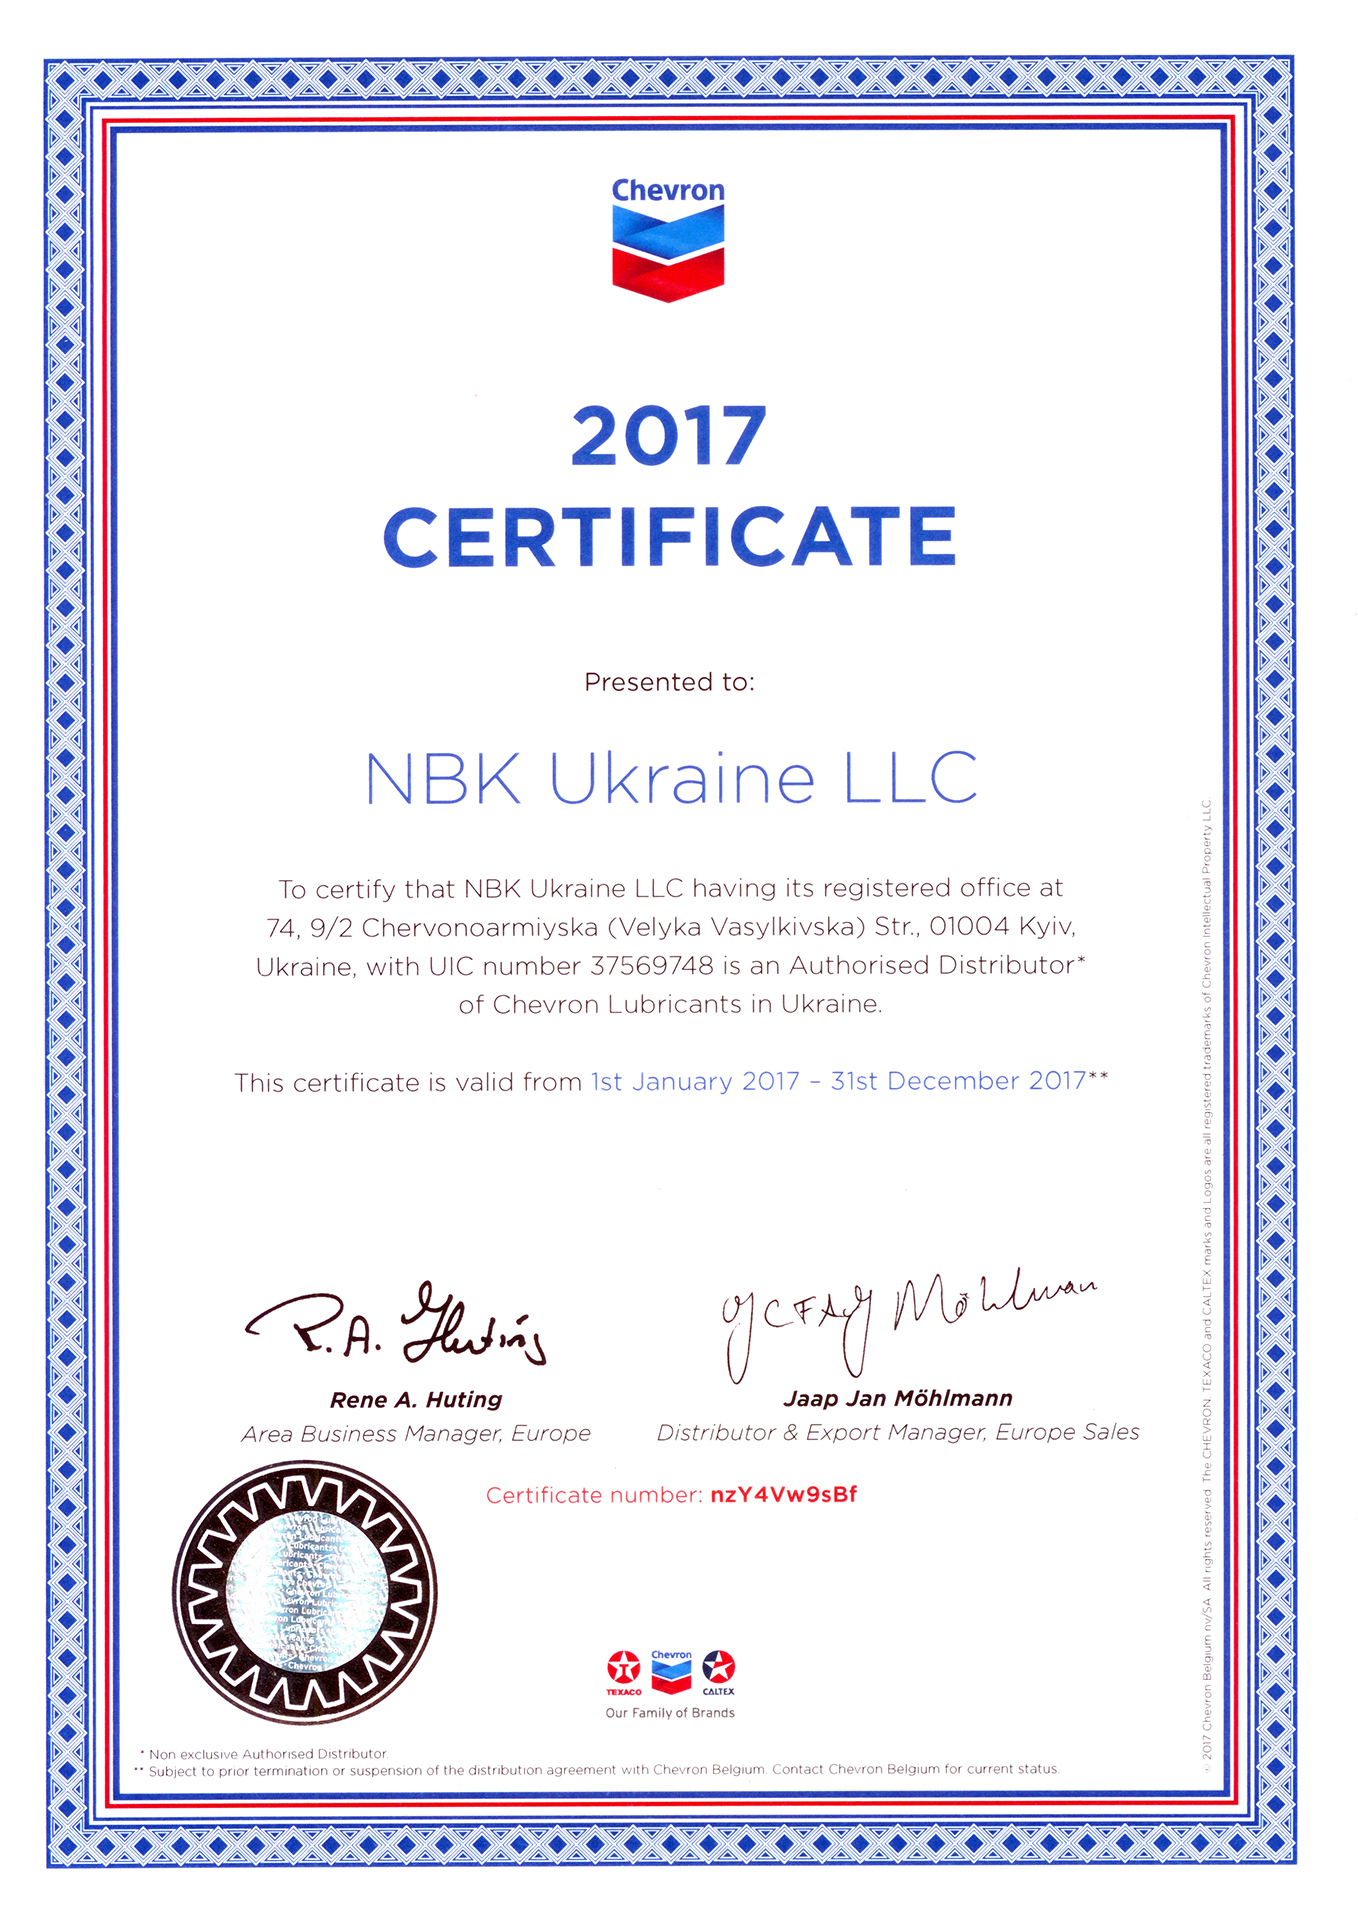 Chevron
2017
CERTIFICATE
Presented to:
NBK Ukraine LLC
To certify that NBK Ukraine LLC having its registered office at
74, 9/2 Chervonoarmiyska (Velyka Vasylkivska) Str., 01004 Kyiv,
Ukraine, with UIC number 37569748 is an Authorised Distributor*
of Chevron Lubricants in Ukraine.
This certificate is valid from 1st January 2017 – 31st December 2017**
R.A. Huting
Rene A. Huting
Area Business Manager, Europe
Möhlman
Jaap Jan Möhlmann
Distributor & Export Manager, Europe Sales
Certificate number: nzY4Vw9sBf
Chevron
TEXACO
CALTEX
Our Family of Brands
* Non exclusive Authorised Distributor.
** Subject to prior termination or suspension of the distribution agreement with Chevron Belgium. Contact Chevron Belgium for current status.
© 2017 Chevron Belgium nv/SA. All rights reserved. The CHEVRON, TEXACO and CALTEX marks and Logos are all registered trademarks of Chevron Intellectual Property LLC.